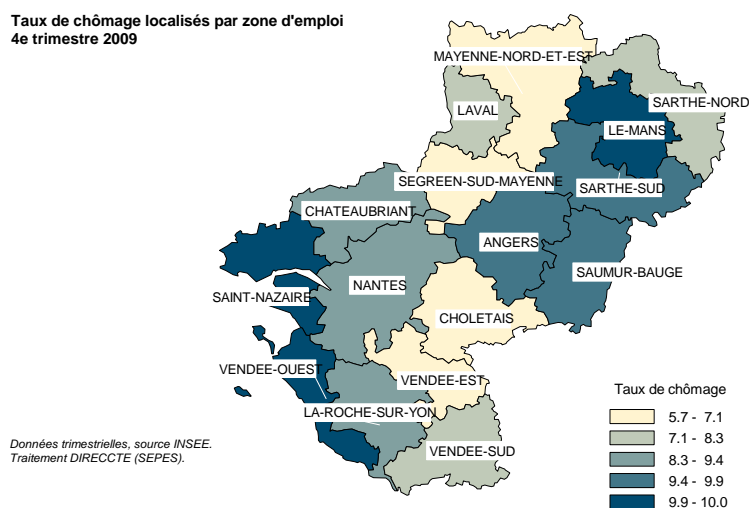 Taux de chômage localisés par zone d'emploi
4e trimestre 2009
MAYENNE-NORD-ET-EST
SARTHE-NORD
LAVAL
LE-MANS
SEGREEN-SUD-MAYENNE
SARTHE-SUD
CHATEAUBRIANT
ANGERS
SAUMUR-BAUGE
NANTES
SAINT-NAZAIRE
CHOLETAIS
VENDEE-OUEST
VENDEE-EST
LA-ROCHE-SUR-YON
VENDEE-SUD
Données trimestrielles, source INSEE.
Traitement DIRECCTE (SEPES).
Taux de chômage
5.7 - 7.1
7.1 - 8.3
8.3 - 9.4
9.4 - 9.9
9.9 - 10.0